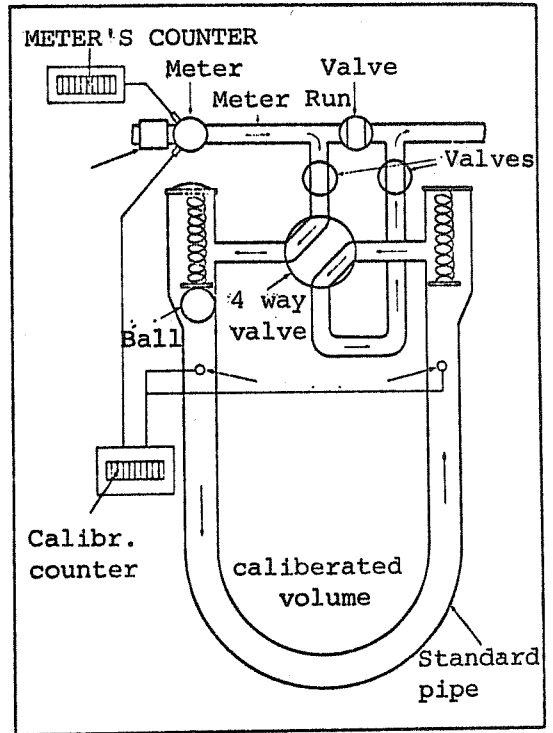 METER'S COUNTER
Meter
Valve
Meter Run
Valves
4 way
valve
Ball
Calibr.
counter
caliberated
volume
Standard
pipe